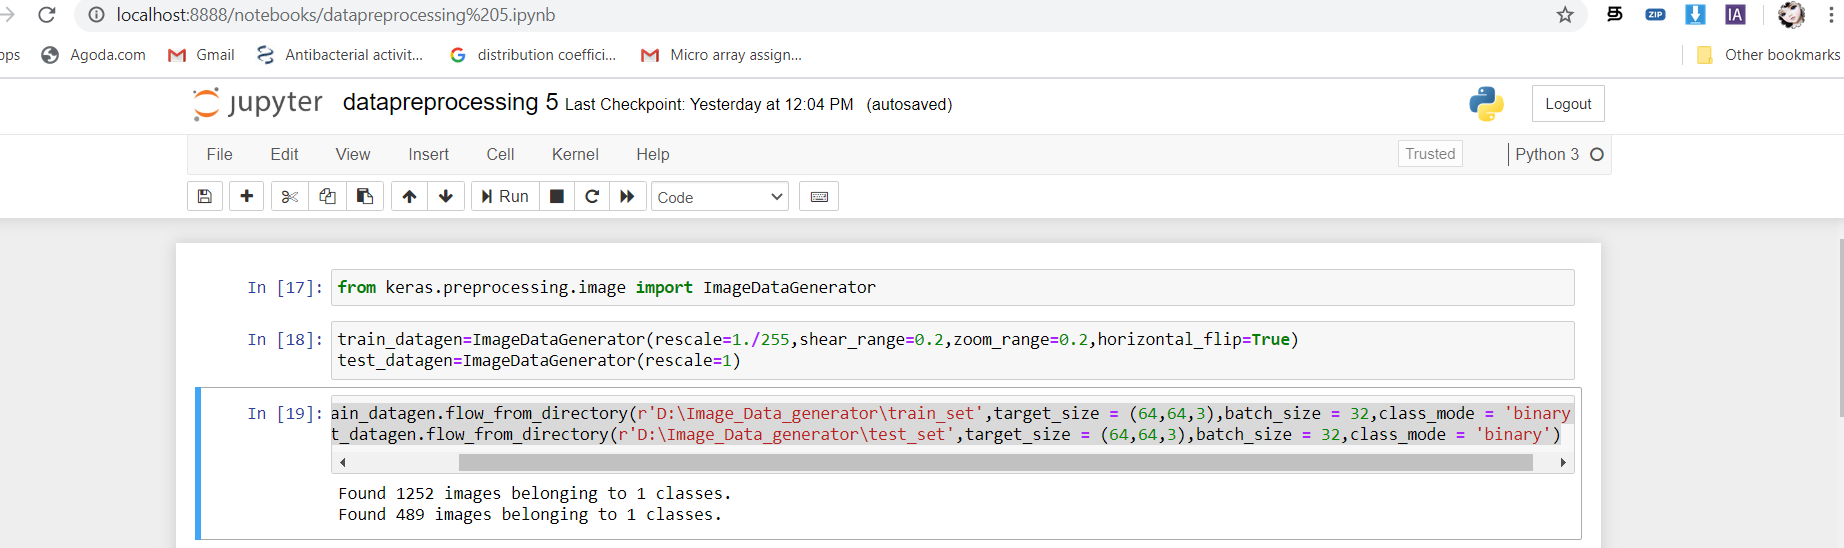 localhost:8888/notebooks/datapreprocessing%205.ipynb
ZIP
IA
ops Agoda.com Gmail Antibacterial activit... distribution coeffici... Micro array assign... Other bookmarks
jupyter datapreprocessing 5 Last Checkpoint: Yesterday at 12:04 PM (autosaved)
Logout
File Edit View Insert Cell Kernel Help
Trusted
Python 3
Run
Code
In [17]: from keras.preprocessing.image import ImageDataGenerator
In [18]: train_datagen=ImageDataGenerator(rescale=1./255,shear_range=0.2,zoom_range=0.2,horizontal_flip=True)
test_datagen=ImageDataGenerator(rescale=1)
In [19]: ain_datagen.flow_from_directory(r'D:\Image_Data_generator\train_set',target_size = (64,64,3),batch_size = 32,class_mode = 'binary
t_datagen.flow_from_directory(r'D:\Image_Data_generator\test_set',target_size = (64,64,3),batch_size = 32,class_mode = 'binary')
Found 1252 images belonging to 1 classes.
Found 489 images belonging to 1 classes.